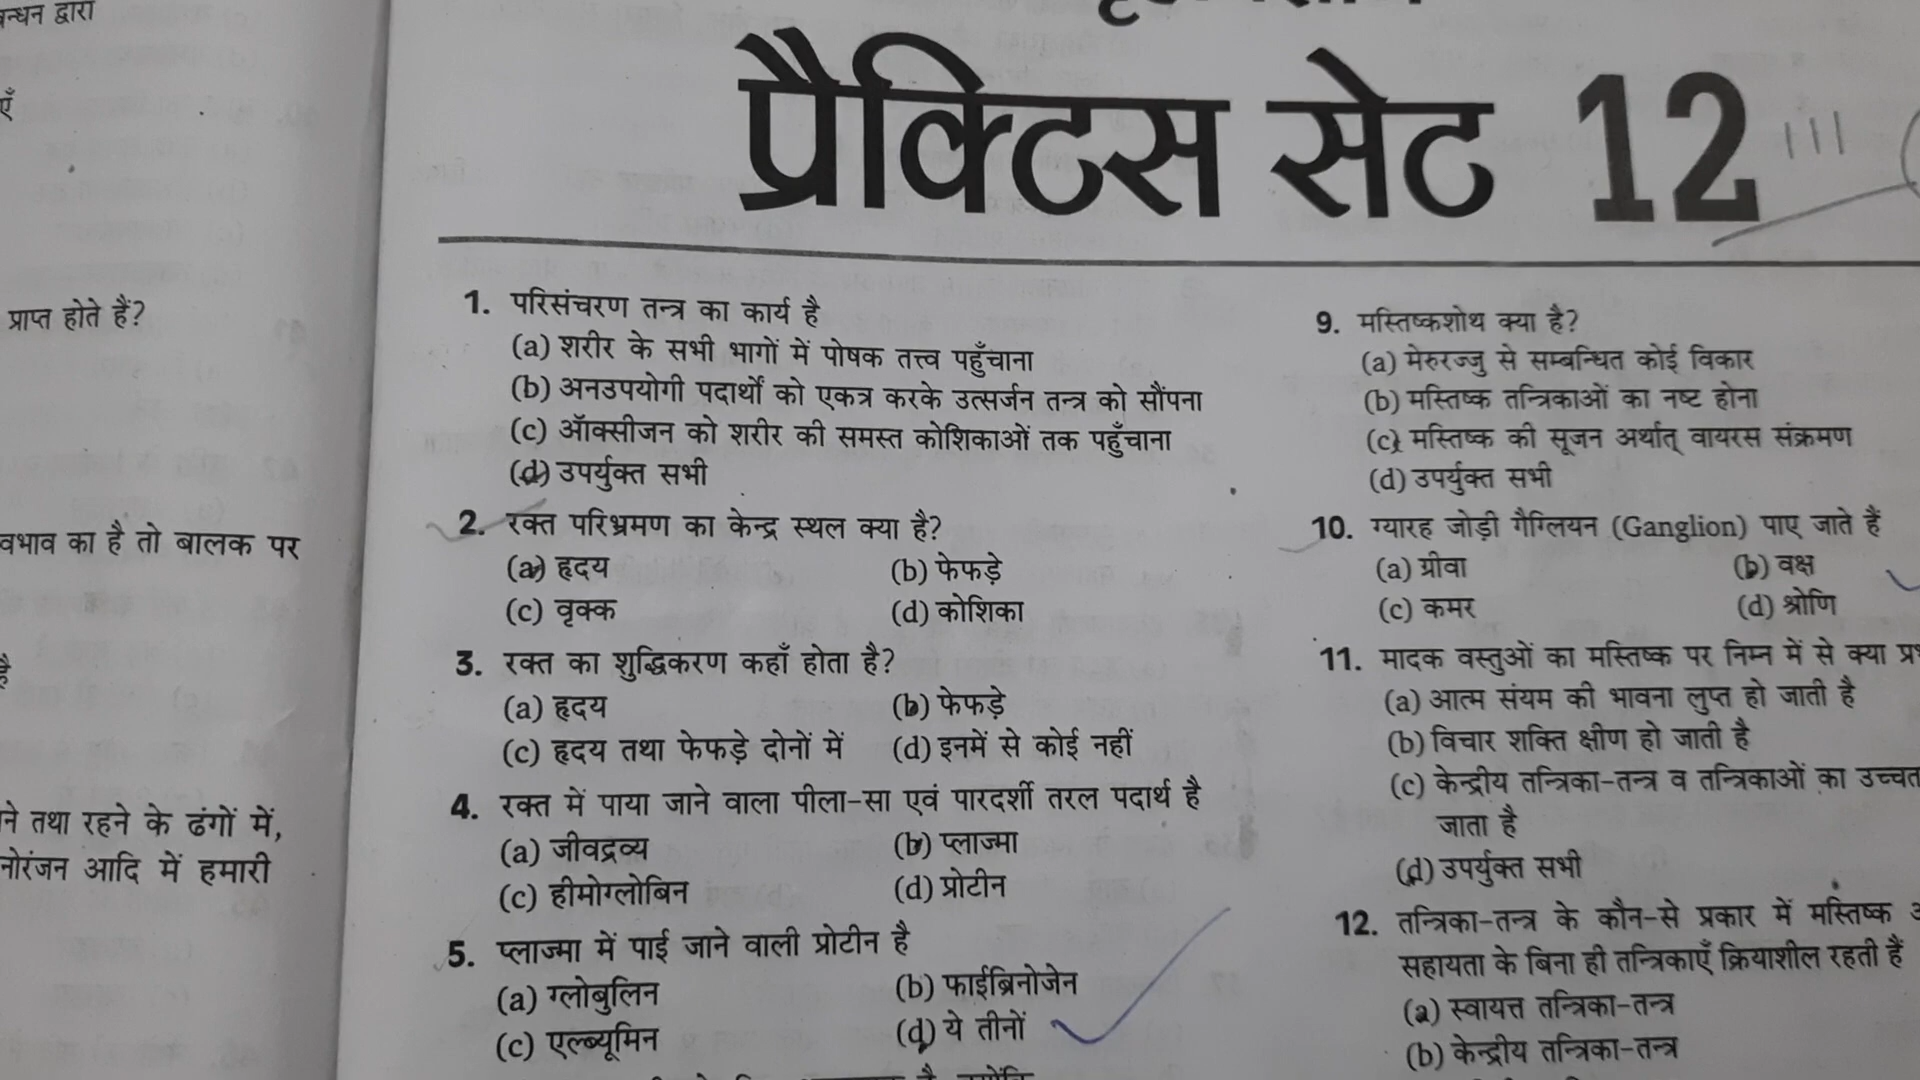 न्धन द्वारा
एँ
प्राप्त होते हैं?
वभाव का है तो बालक पर
है
ने तथा रहने के ढंगों में,
नोरंजन आदि में हमारी
प्रैक्टिस सेट 12
1. परिसंचरण तन्त्र का कार्य है
(a) शरीर के सभी भागों में पोषक तत्त्व पहुँचाना
(b) अनउपयोगी पदार्थों को एकत्र करके उत्सर्जन तन्त्र को सौंपना
(c) ऑक्सीजन को शरीर की समस्त कोशिकाओं तक पहुँचाना
(d) उपर्युक्त सभी
2. रक्त परिभ्रमण का केन्द्र स्थल क्या है?
(a) हृदय (b) फेफड़े
(c) वृक्क (d) कोशिका
3. रक्त का शुद्धिकरण कहाँ होता है?
(a) हृदय (b) फेफड़े
(c) हृदय तथा फेफड़े दोनों में (d) इनमें से कोई नहीं
4. रक्त में पाया जाने वाला पीला-सा एवं पारदर्शी तरल पदार्थ है
(a) जीवद्रव्य (b) प्लाज्मा
(c) हीमोग्लोबिन (d) प्रोटीन
5. प्लाज्मा में पाई जाने वाली प्रोटीन है
(a) ग्लोबुलिन (b) फाईब्रिनोजेन
(c) एल्ब्यूमिन (d) ये तीनों
9. मस्तिष्कशोथ क्या है?
(a) मेरुरज्जु से सम्बन्धित कोई विकार
(b) मस्तिष्क तन्त्रिकाओं का नष्ट होना
(c) मस्तिष्क की सूजन अर्थात् वायरस संक्रमण
(d) उपर्युक्त सभी
10. ग्यारह जोड़ी गैग्लियन (Ganglion) पाए जाते हैं
(a) ग्रीवा (b) वक्ष
(c) कमर (d) श्रोणि
11. मादक वस्तुओं का मस्तिष्क पर निम्न में से क्या
(a) आत्म संयम की भावना लुप्त हो जाती है
(b) विचार शक्ति क्षीण हो जाती है
(c) केन्द्रीय तन्त्रिका-तन्त्र व तन्त्रिकाओं का उच्चत
जाता है
(d) उपर्युक्त सभी
12. तन्त्रिका-तन्त्र के कौन-से प्रकार में मस्तिष्क
सहायता के बिना ही तन्त्रिकाएँ क्रियाशील रहती हैं
(a) स्वायत्त तन्त्रिका-तन्त्र
(b) केन्द्रीय तन्त्रिका-तन्त्र